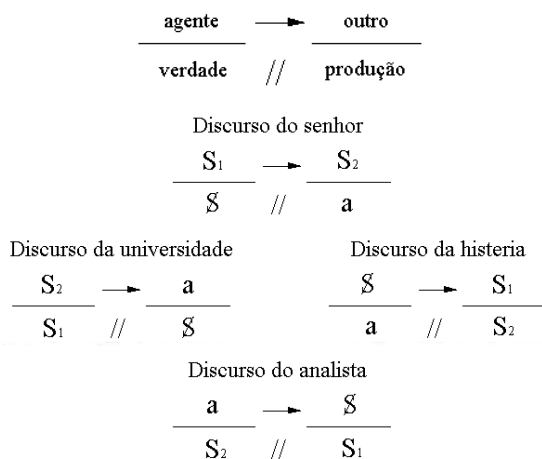 agente → outro
verdade // produção
Discurso do senhor
S₁ → S₂
$ // a
Discurso da universidade Discurso da histeria
S₂ → a $ → S₁
S₁ // $ a // S₂
Discurso do analista
a → $
S₂ // S₁